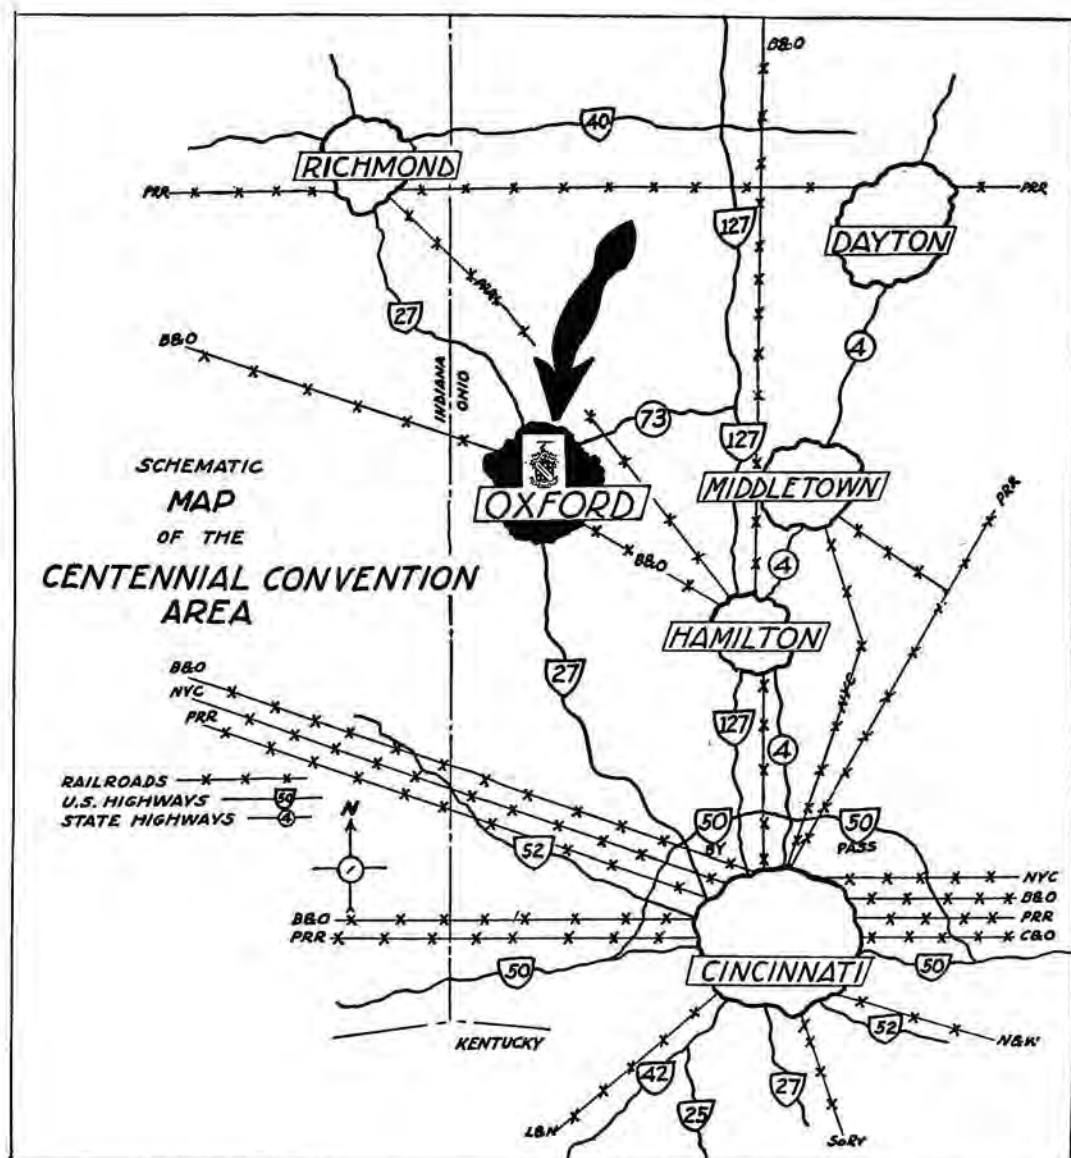 B&O
40
RICHMOND
PRR
PRR
127
DAYTON
PRR
27
4
B&O
INDIANA
OHIO
73
127
SCHEMATIC
MAP
OF THE
CENTENNIAL CONVENTION
AREA
OXFORD
MIDDLETOWN
PRR
B&O
4
HAMILTON
B&O
NYC
PRR
27
127
NYC
4
RAILROADS
U.S. HIGHWAYS 50
STATE HIGHWAYS 4
N
50
BY
50
PASS
52
NYC
B&O
B&O
PRR
PRR
C&O
CINCINNATI
50
50
KENTUCKY
52
N&W
42
27
25
L&N
SoRY